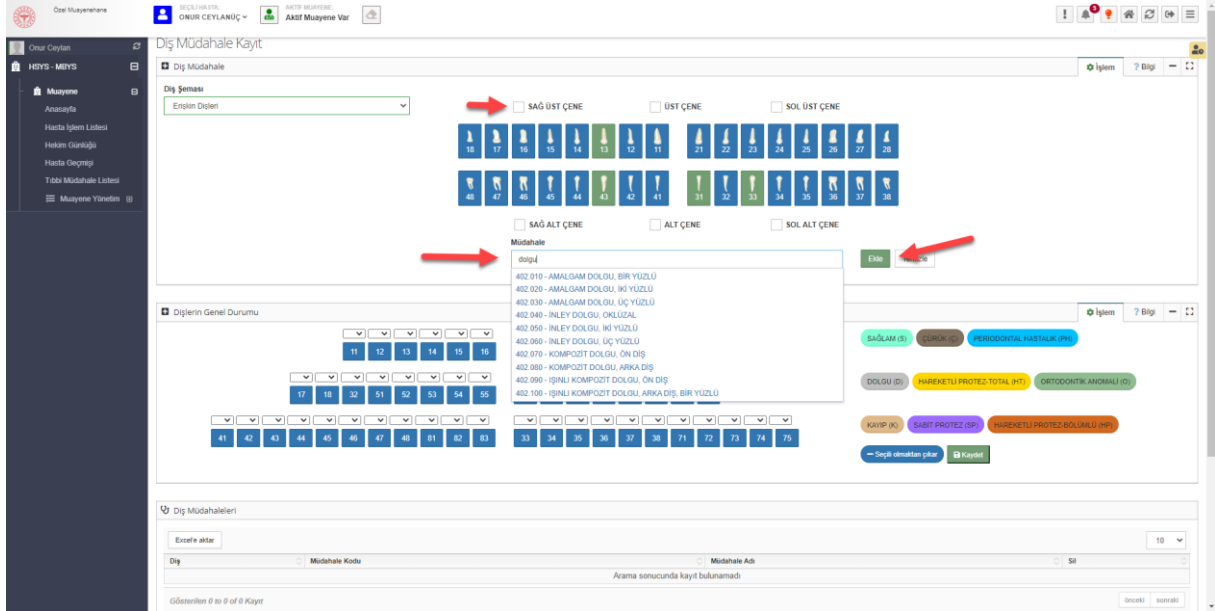 Özel Muayenehane
SEÇİLİ HASTA:
ONUR CEYLANÜÇ
AKTİF MUAYENE:
Aktif Muayene Var
5
Onur Ceylan
HSYS - MBYS
Muayene
Anasayfa
Hasta İşlem Listesi
Hekim Günlüğü
Hasta Geçmişi
Tıbbi Müdahale Listesi
Muayene Yönetim
Diş Müdahale Kayıt
Diş Müdahale
İşlem
? Bilgi
Diş Şeması
Erişkin Dişleri
SAĞ ÜST ÇENE
ÜST ÇENE
SOL ÜST ÇENE
18 17 16 15 14 13 12 11 21 22 23 24 25 26 27 28
48 47 46 45 44 43 42 41 31 32 33 34 35 36 37 38
SAĞ ALT ÇENE
ALT ÇENE
SOL ALT ÇENE
Müdahale
dolgu
Ekle
402.010 - AMALGAM DOLGU, BİR YÜZLÜ
402.020 - AMALGAM DOLGU, İKİ YÜZLÜ
402.030 - AMALGAM DOLGU, ÜÇ YÜZLÜ
402.040 - İNLEY DOLGU, OKLÜZAL
402.050 - İNLEY DOLGU, İKİ YÜZLÜ
402.060 - İNLEY DOLGU, ÜÇ YÜZLÜ
402.070 - KOMPOZİT DOLGU, ÖN DİŞ
402.080 - KOMPOZİT DOLGU, ARKA DİŞ
402.090 - IŞINLI KOMPOZİT DOLGU, ÖN DİŞ
402.100 - IŞINLI KOMPOZİT DOLGU, ARKA DİŞ, BİR YÜZLÜ
Dişlerin Genel Durumu
İşlem
? Bilgi
11 12 13 14 15 16
17 18 32 51 52 53 54 55
41 42 43 44 45 46 47 48 81 82 83 33 34 35 36 37 38 71 72 73 74 75
SAĞLAM (S)
ÇÜRÜK (Ç)
PERİODONTAL HASTALIK (PH)
DOLGU (D)
HAREKETLİ PROTEZ-TOTAL (HT)
ORTODONTİK ANOMALİ (O)
KAYIP (K)
SABİT PROTEZ (SP)
HAREKETLİ PROTEZ-BÖLÜMLÜ (HP)
Seçili olmaktan çıkar
Kaydet
Diş Müdahaleleri
Excel'e aktar
10
Diş
Müdahale Kodu
Müdahale Adı
Sil
Arama sonucunda kayıt bulunamadı
Gösterilen 0 to 0 of 0 Kayıt
önceki
sonraki